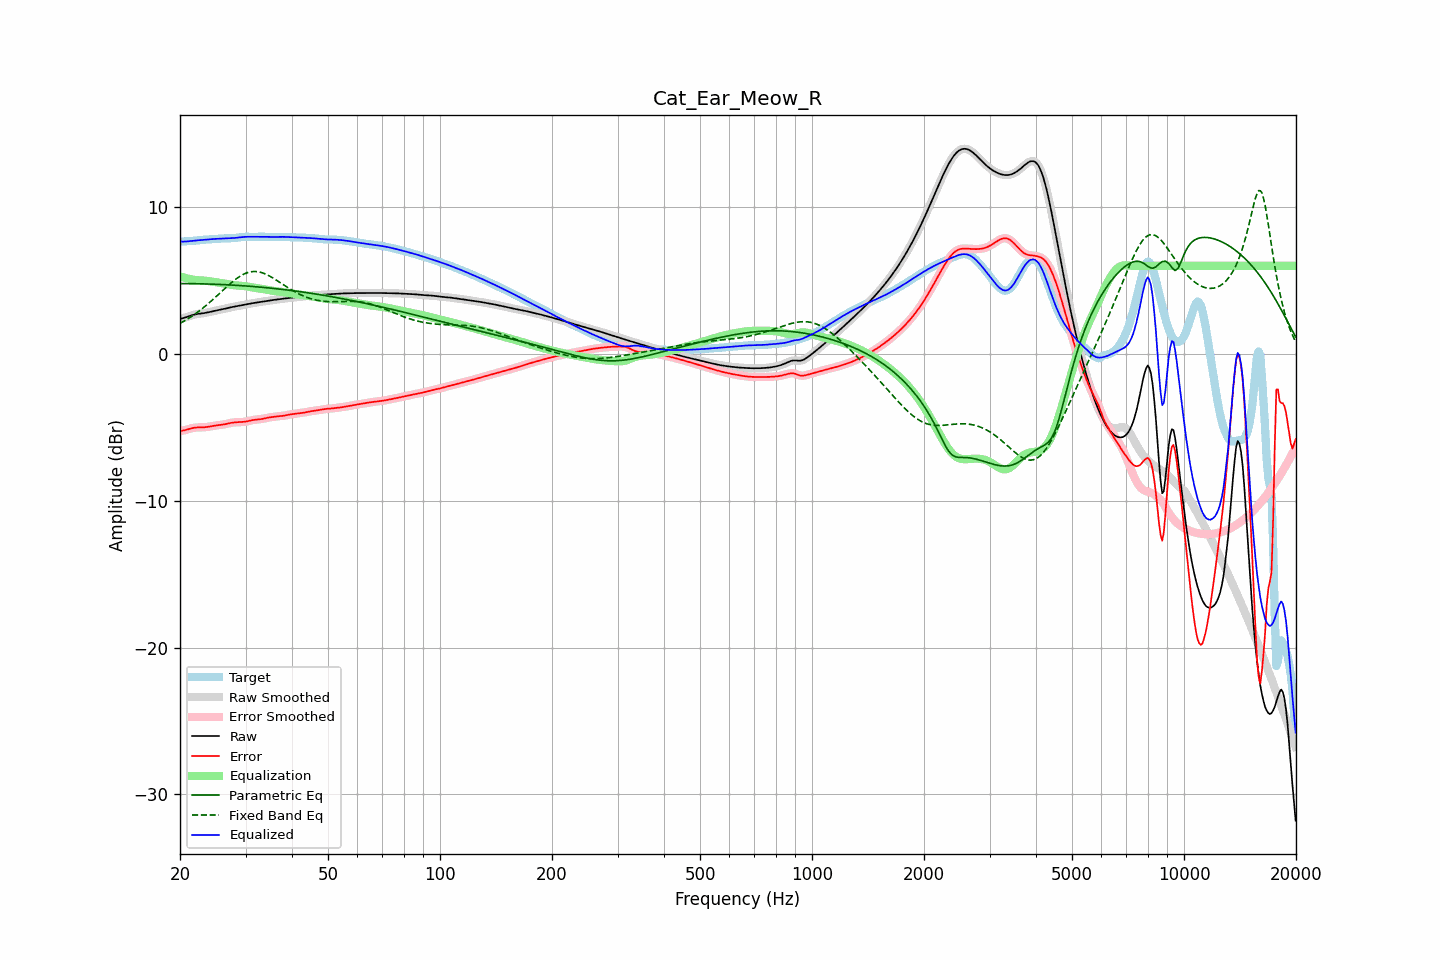 Cat_Ear_Meow_R
10
0
−10
−20
−30
Amplitude (dBr)
Target
Raw Smoothed
Error Smoothed
Raw
Error
Equalization
Parametric Eq
Fixed Band Eq
Equalized
20 50 100 200 500 1000 2000 5000 10000 20000
Frequency (Hz)